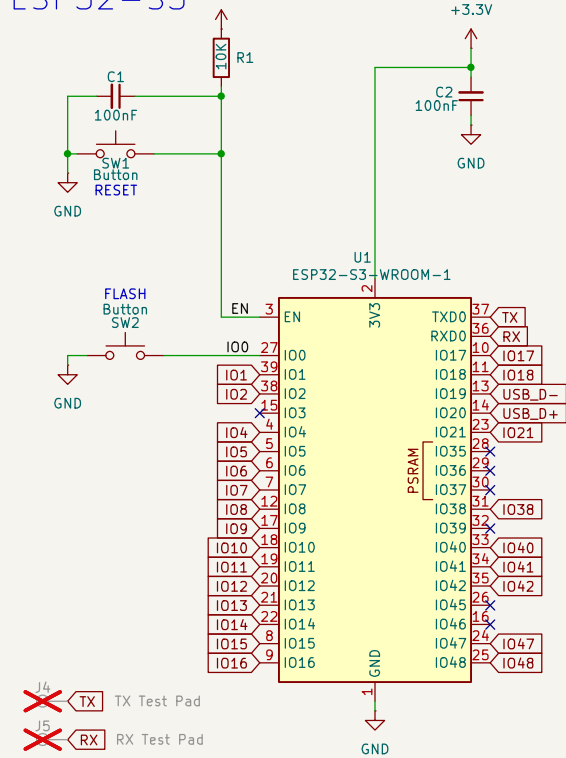 ESP32-S3
+3.3V
10K
R1
C1
100nF
C2
100nF
SW1
Button
RESET
GND
GND
U1
ESP32-S3-WROOM-1
FLASH
Button
SW2
GND
EN 3 EN
2 3V3
TXD0 37 TX
RXD0 36 RX
IO0 27 IO0
IO17 10 IO17
IO1 39 IO1
IO18 11 IO18
IO2 38 IO2
IO19 13 USB_D-
15 IO3
IO20 14 USB_D+
IO4 4 IO4
IO21 23 IO21
IO5 5 IO5
IO35 28
IO6 6 IO6
PSRAM
IO36 29
IO7 7 IO7
IO37 30
IO8 12 IO8
IO38 31 IO38
IO9 17 IO9
IO39 32
IO10 18 IO10
IO40 33 IO40
IO11 19 IO11
IO41 34 IO41
IO12 20 IO12
IO42 35 IO42
IO13 21 IO13
IO45 26
IO14 22 IO14
IO46 16
IO15 8 IO15
IO47 24 IO47
IO16 9 IO16
IO48 25 IO48
GND
1
GND
J4
TX TX Test Pad
J5
RX RX Test Pad